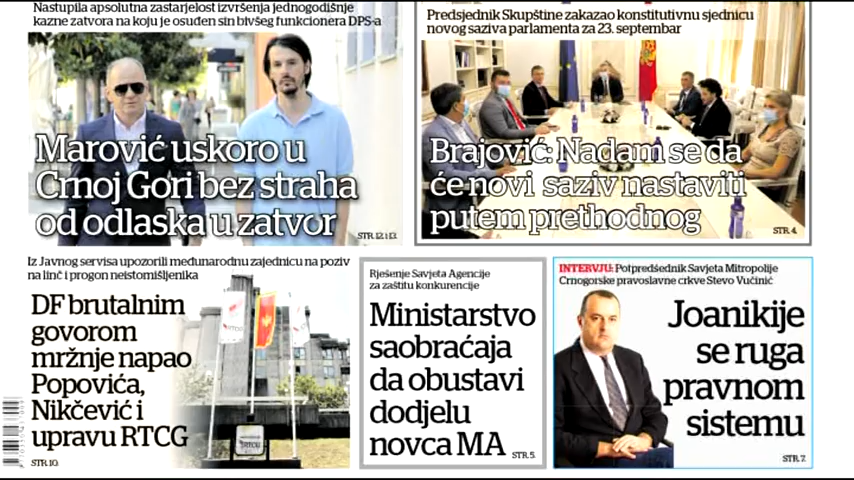 Nastupila apsolutna zastarjelost izvršenja jednogodišnje
kazne zatvora na koju je osuđen sin bivšeg funkcionera DPS-a
Marović uskoro u
Crnoj Gori bez straha
od odlaska u zatvor
STR. 12. i 13.
Predsjednik Skupštine zakazao konstitutivnu sjednicu
novog saziva parlamenta za 23. septembar
Brajović: Nadam se da
će novi saziv nastaviti
putem prethodnog
STR. 4.
Iz Javnog servisa upozorili međunarodnu zajednicu na poziv
na linč i progon neistomišljenika
DF brutalnim
govorom
mržnje napao
Popovića,
Nikčević i
upravu RTCG
STR. 10.
RTCG
Rješenje Savjeta Agencije
za zaštitu konkurencije
Ministarstvo
saobraćaja
da obustavi
dodjelu
novca MA
STR. 5.
INTERVJU: Potpredsjednik Savjeta Mitropolije
Crnogorske pravoslavne crkve Stevo Vučinić
Joanikije
se ruga
pravnom
sistemu
STR. 7.